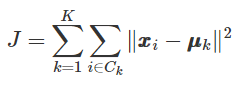 J = \sum_{k=1}^{K} \sum_{i \in C_k} \|\boldsymbol{x}_i - \boldsymbol{\mu}_k\|^2